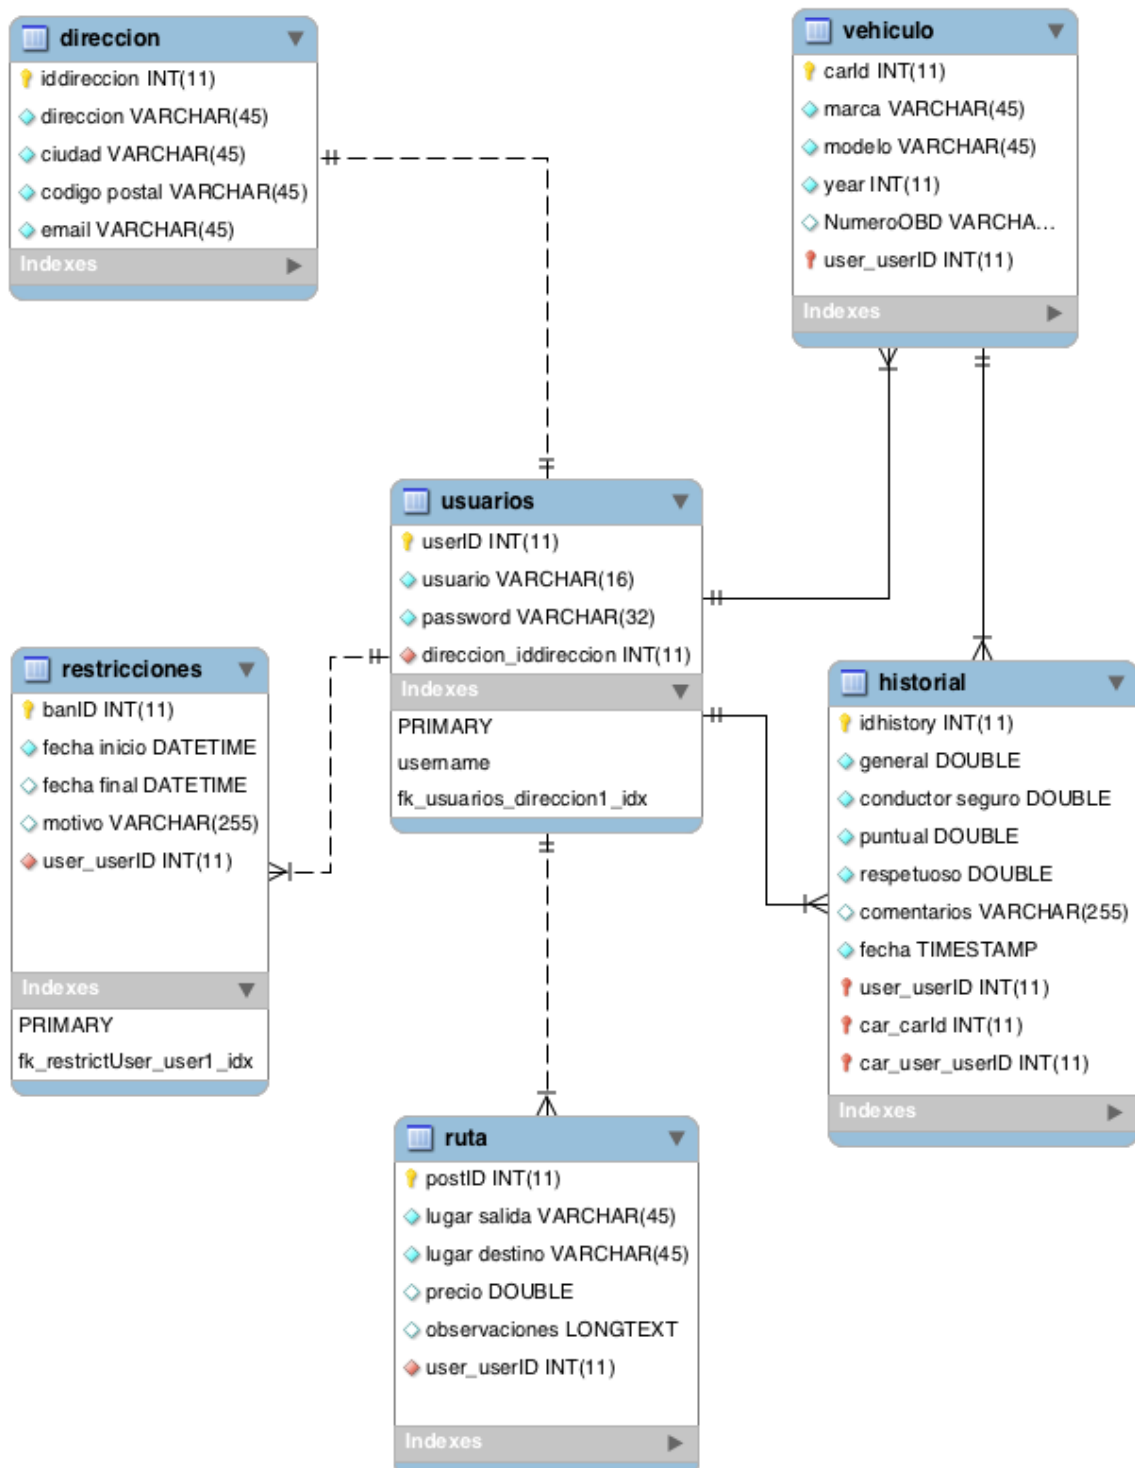 direccion
iddireccion INT(11)
direccion VARCHAR(45)
ciudad VARCHAR(45)
codigo postal VARCHAR(45)
email VARCHAR(45)
Indexes
vehiculo
carId INT(11)
marca VARCHAR(45)
modelo VARCHAR(45)
year INT(11)
NumeroOBD VARCHA...
user_userID INT(11)
Indexes
usuarios
userID INT(11)
usuario VARCHAR(16)
password VARCHAR(32)
direccion_iddireccion INT(11)
Indexes
PRIMARY
username
fk_usuarios_direccion1_idx
restricciones
banID INT(11)
fecha inicio DATETIME
fecha final DATETIME
motivo VARCHAR(255)
user_userID INT(11)
Indexes
PRIMARY
fk_restrictUser_user1_idx
historial
idhistory INT(11)
general DOUBLE
conductor seguro DOUBLE
puntual DOUBLE
respetuoso DOUBLE
comentarios VARCHAR(255)
fecha TIMESTAMP
user_userID INT(11)
car_carId INT(11)
car_user_userID INT(11)
Indexes
ruta
postID INT(11)
lugar salida VARCHAR(45)
lugar destino VARCHAR(45)
precio DOUBLE
observaciones LONGTEXT
user_userID INT(11)
Indexes